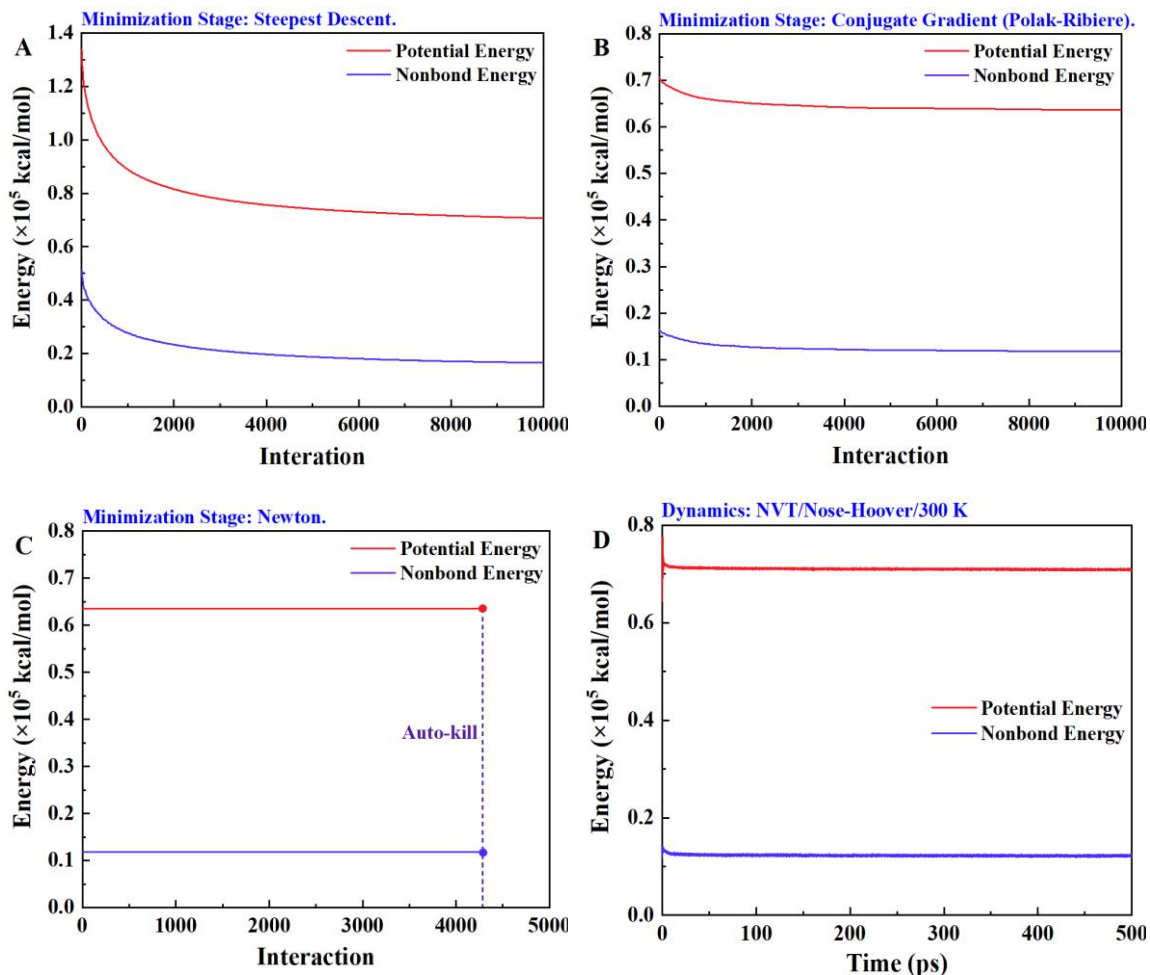 Minimization Stage: Steepest Descent.
A
Potential Energy
Nonbond Energy
Energy (×10⁵ kcal/mol)
1.4
1.2
1.0
0.8
0.6
0.4
0.2
0.0
0 2000 4000 6000 8000 10000
Interation
Minimization Stage: Conjugate Gradient (Polak-Ribiere).
B
Potential Energy
Nonbond Energy
Energy (×10⁵ kcal/mol)
0.8
0.7
0.6
0.5
0.4
0.3
0.2
0.1
0.0
0 2000 4000 6000 8000 10000
Interaction
Minimization Stage: Newton.
C
Potential Energy
Nonbond Energy
Auto-kill
Energy (×10⁵ kcal/mol)
0.8
0.7
0.6
0.5
0.4
0.3
0.2
0.1
0.0
0 1000 2000 3000 4000 5000
Interaction
Dynamics: NVT/Nose-Hoover/300 K
D
Potential Energy
Nonbond Energy
Energy (×10⁵ kcal/mol)
0.8
0.6
0.4
0.2
0.0
0 100 200 300 400 500
Time (ps)